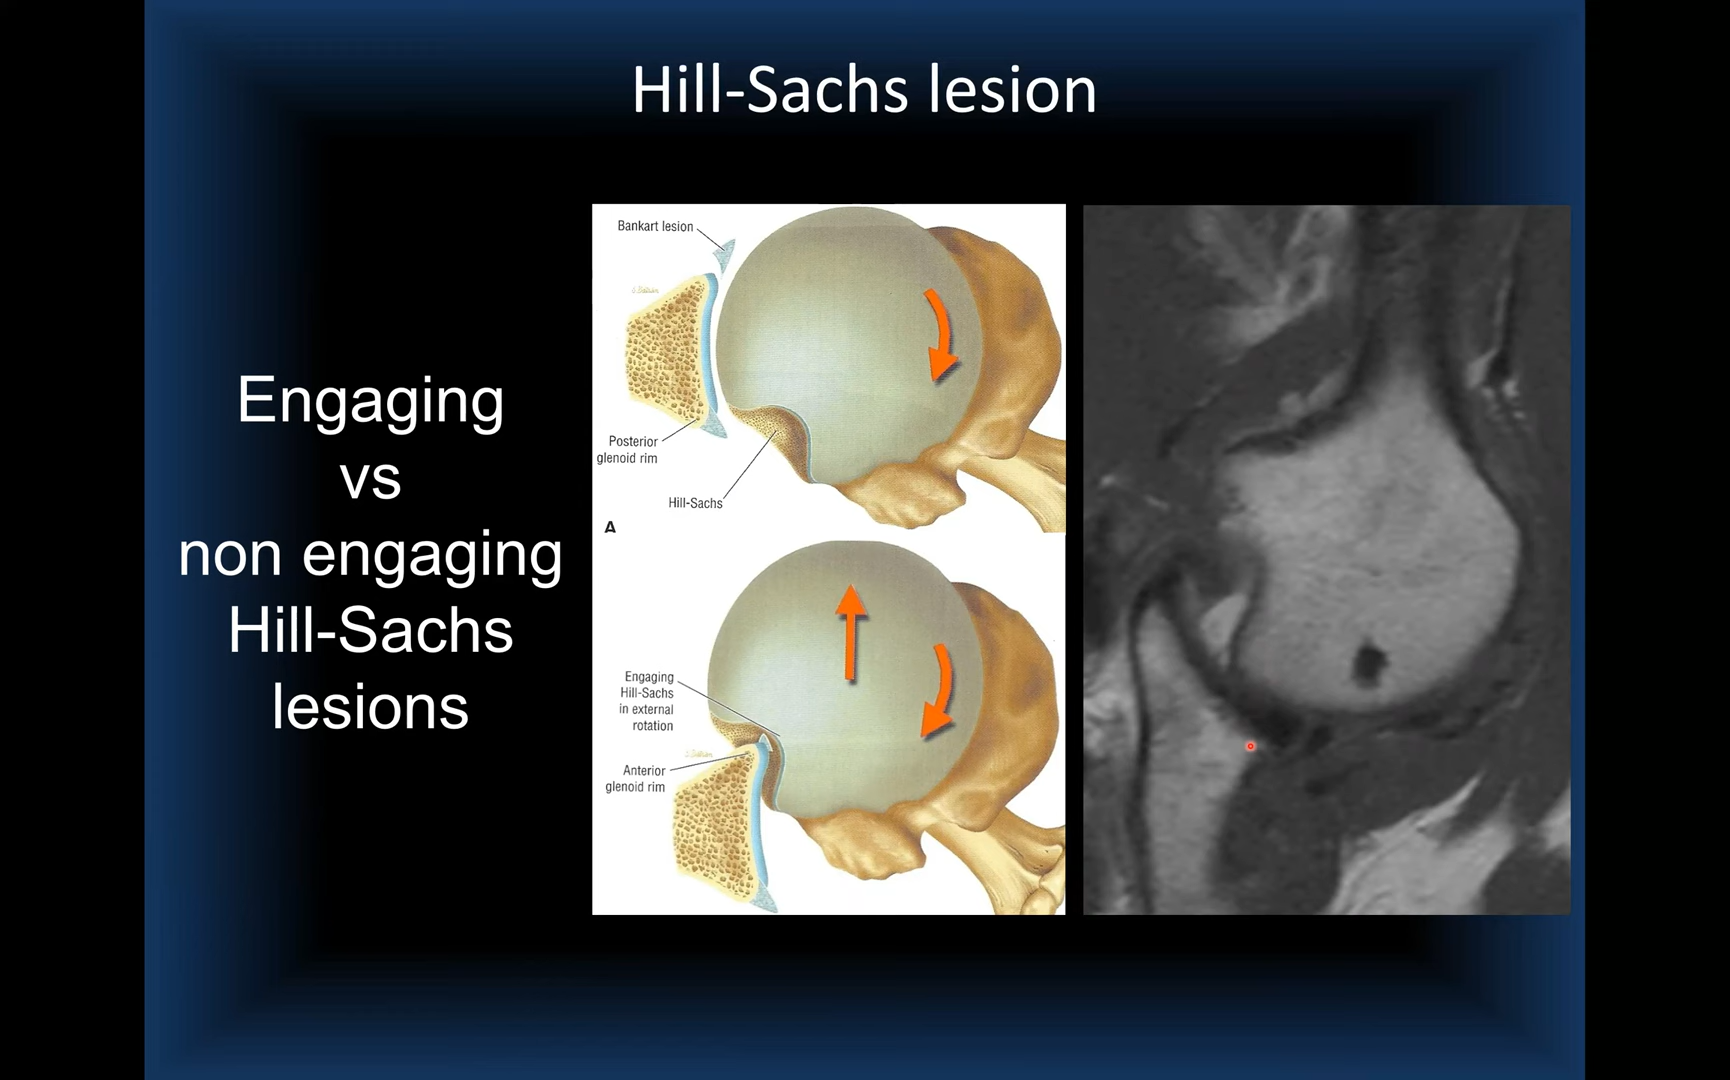 Hill-Sachs lesion
Engaging
vs
non engaging
Hill-Sachs
lesions
Bankart lesion
Posterior
glenoid rim
Hill-Sachs
A
Engaging
Hill-Sachs
in external
rotation
Anterior
glenoid rim